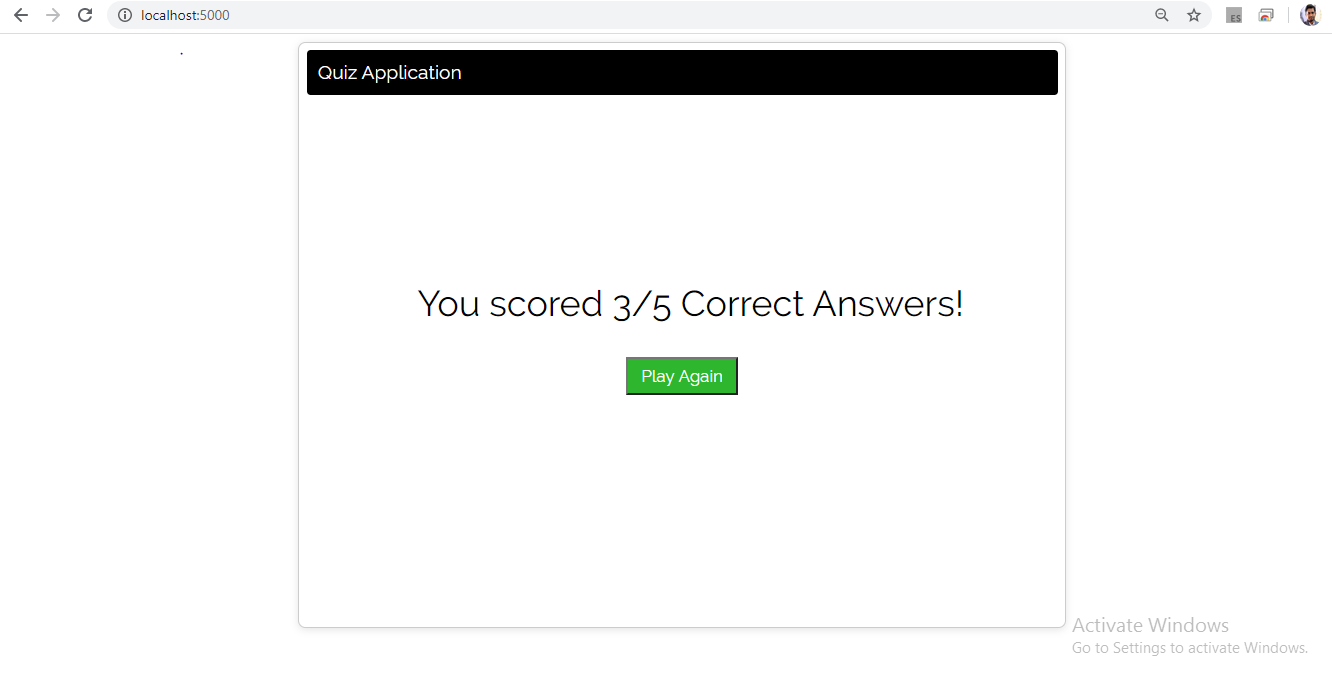 localhost:5000
ES
.
Quiz Application
You scored 3/5 Correct Answers!
Play Again
Activate Windows
Go to Settings to activate Windows.